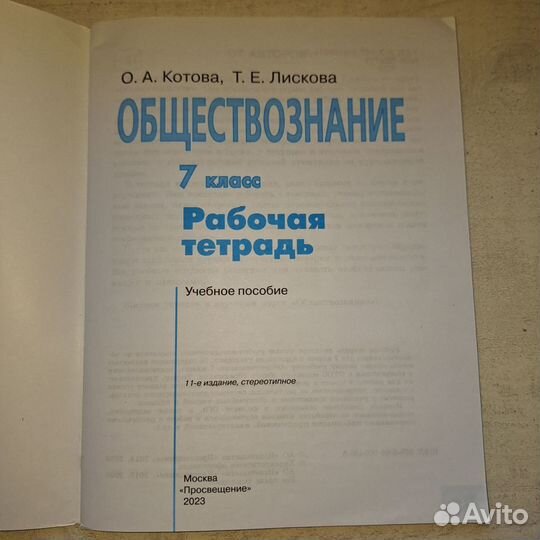 О. А. Котова, Т. Е. Лискова
ОБЩЕСТВОЗНАНИЕ
7 класс
Рабочая
тетрадь
Учебное пособие
11-е издание, стереотипное
Москва
«Просвещение»
2023
Avito